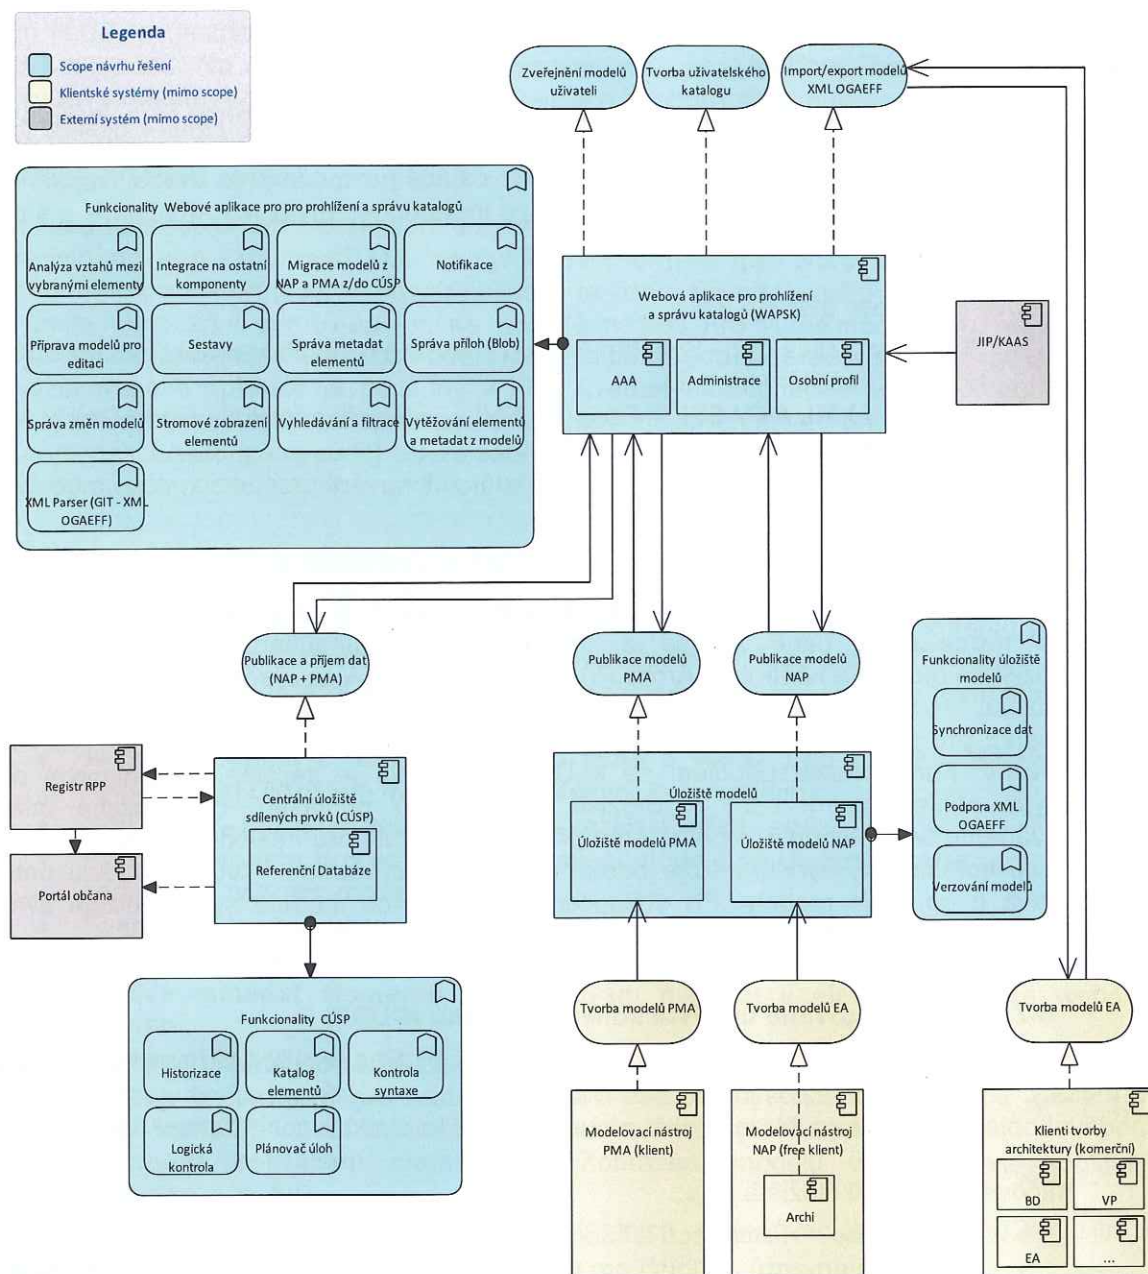 Legenda
Scope návrhu řešení
Klientské systémy (mimo scope)
Externí systém (mimo scope)
Zveřejnění modelů
uživateli
Tvorba uživatelského
katalogu
Import/export modelů
XML OGAEFF
Funkcionality Webové aplikace pro pro prohlížení a správu katalogů
Analýza vztahů mezi
vybranými elementy
Integrace na ostatní
komponenty
Migrace modelů z
NAP a PMA z/do CÚSP
Notifikace
Příprava modelů pro
editaci
Sestavy
Správa metadat
elementů
Správa příloh (Blob)
Správa změn modelů
Stromové zobrazení
elementů
Vyhledávání a filtrace
Vytěžování elementů
a metadat z modelů
XML Parser (GIT - XML
OGAEFF)
Webová aplikace pro prohlížení
a správu katalogů (WAPSK)
AAA
Administrace
Osobní profil
JIP/KAAS
Publikace a příjem dat
(NAP + PMA)
Publikace modelů
PMA
Publikace modelů
NAP
Funkcionality úložiště
modelů
Synchronizace dat
Podpora XML
OGAEFF
Verzování modelů
Registr RPP
Portál občana
Centrální úložiště
sdílených prvků (CÚSP)
Referenční Databáze
Úložiště modelů
Úložiště modelů PMA
Úložiště modelů NAP
Funkcionality CÚSP
Historizace
Katalog
elementů
Kontrola
syntaxe
Logická
kontrola
Plánovač úloh
Tvorba modelů PMA
Tvorba modelů EA
Tvorba modelů EA
Modelovací nástroj
PMA (klient)
Modelovací nástroj
NAP (free klient)
Archi
Klienti tvorby
architektury (komerční)
BD
VP
EA
...